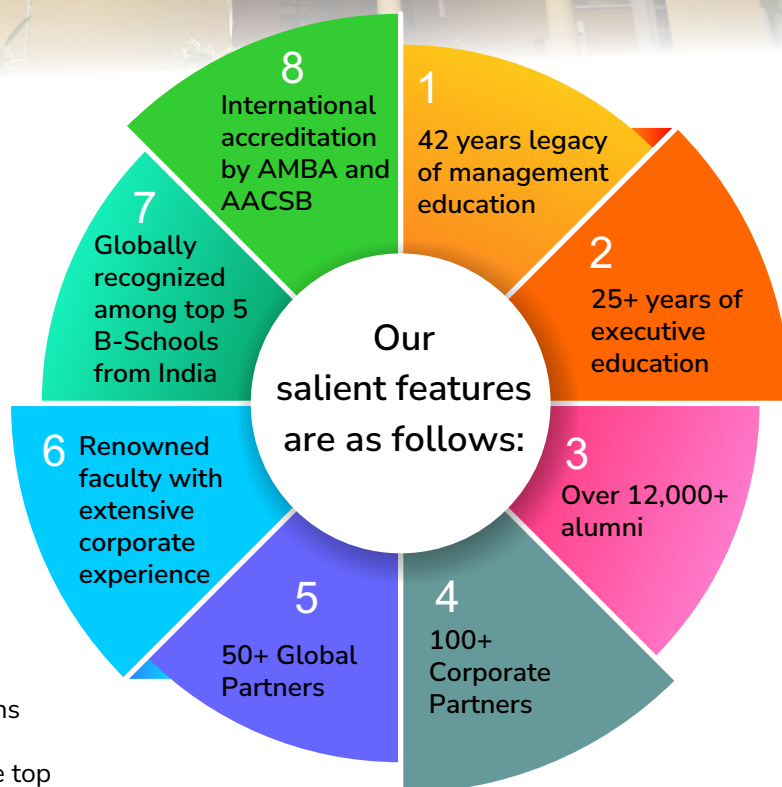 Our
salient features
are as follows:
1
42 years legacy
of management
education
2
25+ years of
executive
education
3
Over 12,000+
alumni
4
100+
Corporate
Partners
5
50+ Global
Partners
6
Renowned
faculty with
extensive
corporate
experience
7
Globally
recognized
among top 5
B-Schools
from India
8
International
accreditation
by AMBA and
AACSB
top